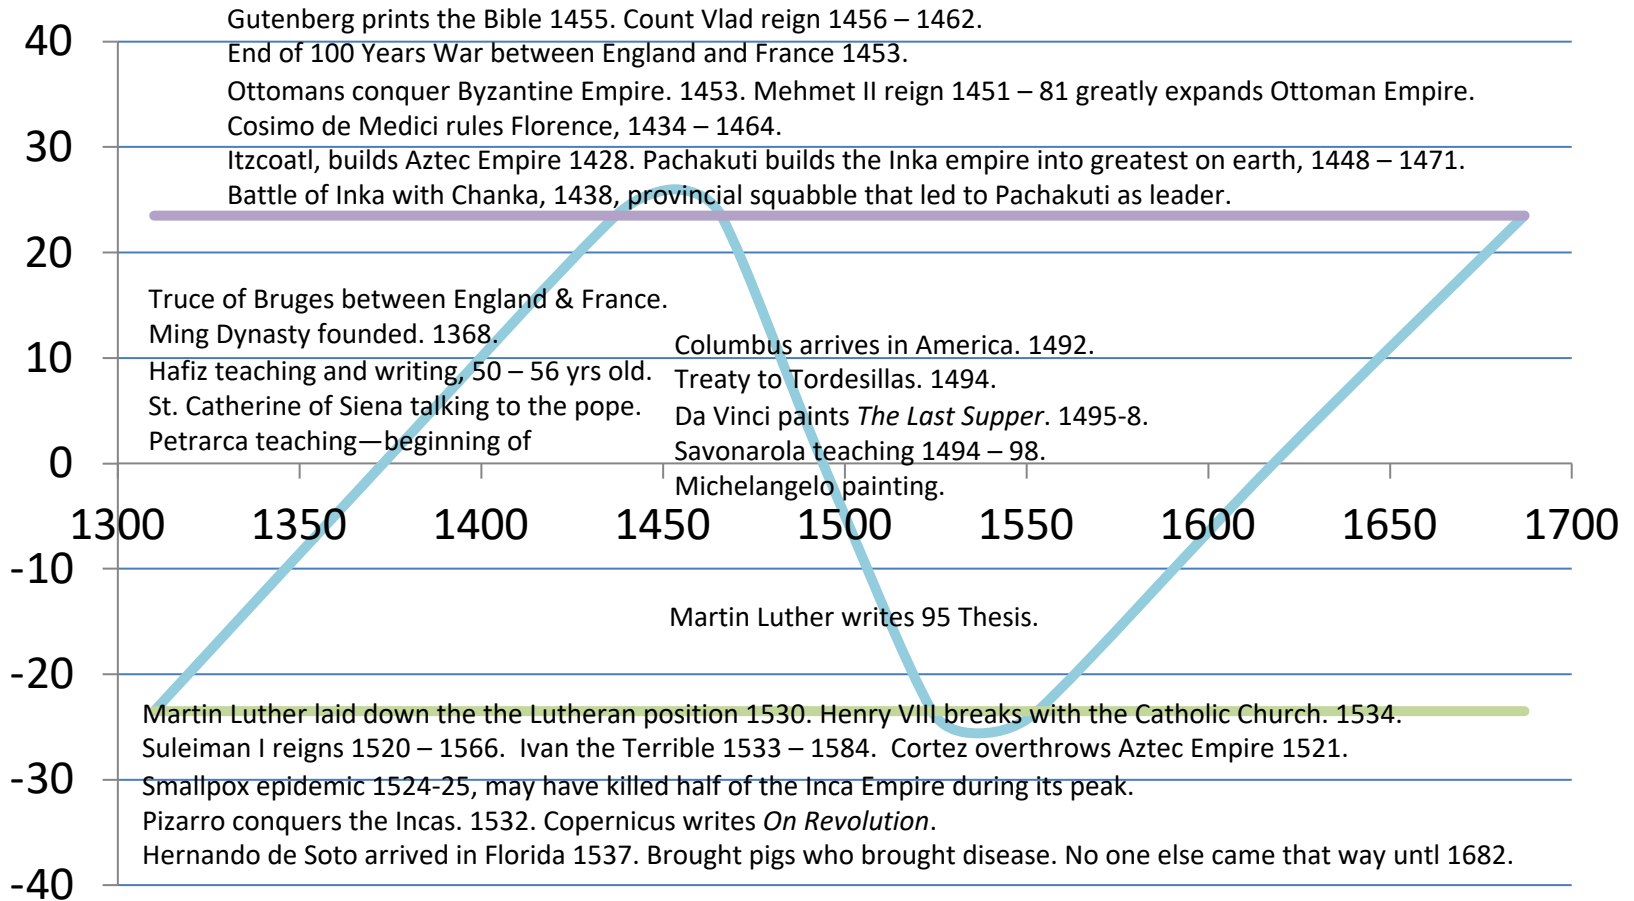 Gutenberg prints the Bible 1455. Count Vlad reign 1456 – 1462.
40
End of 100 Years War between England and France 1453.
Ottomans conquer Byzantine Empire. 1453. Mehmet II reign 1451 – 81 greatly expands Ottoman Empire.
Cosimo de Medici rules Florence, 1434 – 1464.
30
Itzcoatl, builds Aztec Empire 1428. Pachakuti builds the Inka empire into greatest on earth, 1448 – 1471.
Battle of Inka with Chanka, 1438, provincial squabble that led to Pachakuti as leader.
20
Truce of Bruges between England & France.
Ming Dynasty founded. 1368.
10
Hafiz teaching and writing, 50 – 56 yrs old.
St. Catherine of Siena talking to the pope.
Petrarca teaching—beginning of
Columbus arrives in America. 1492.
Treaty to Tordesillas. 1494.
Da Vinci paints The Last Supper. 1495-8.
Savonarola teaching 1494 – 98.
Michelangelo painting.
0
1300 1350 1400 1450 1500 1550 1600 1650 1700
-10
Martin Luther writes 95 Thesis.
-20
Martin Luther laid down the the Lutheran position 1530. Henry VIII breaks with the Catholic Church. 1534.
Suleiman I reigns 1520 – 1566. Ivan the Terrible 1533 – 1584. Cortez overthrows Aztec Empire 1521.
-30
Smallpox epidemic 1524-25, may have killed half of the Inca Empire during its peak.
Pizarro conquers the Incas. 1532. Copernicus writes On Revolution.
Hernando de Soto arrived in Florida 1537. Brought pigs who brought disease. No one else came that way untl 1682.
-40